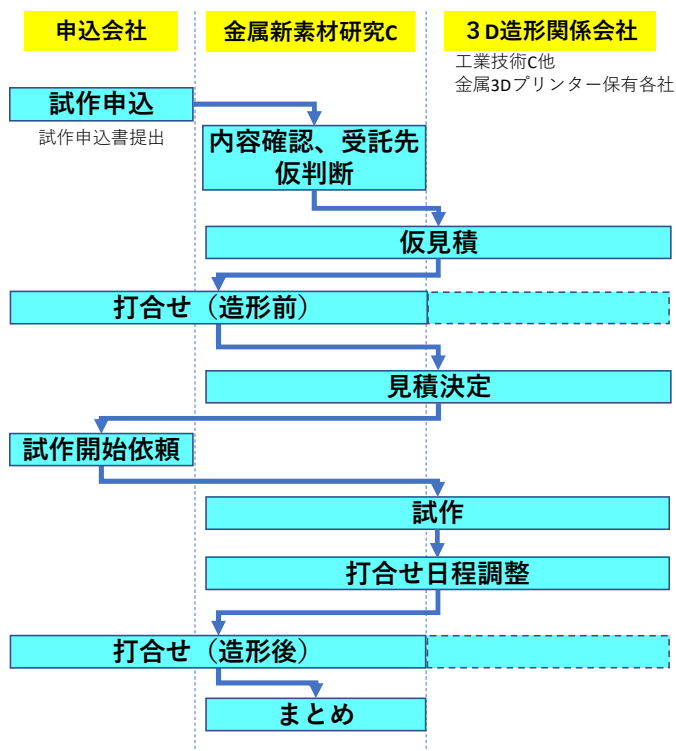 申込会社
金属新素材研究C
３D造形関係会社
工業技術C他
金属3Dプリンター保有各社
試作申込
試作申込書提出
内容確認、受託先
仮判断
仮見積
打合せ（造形前）
見積決定
試作開始依頼
試作
打合せ日程調整
打合せ（造形後）
まとめ